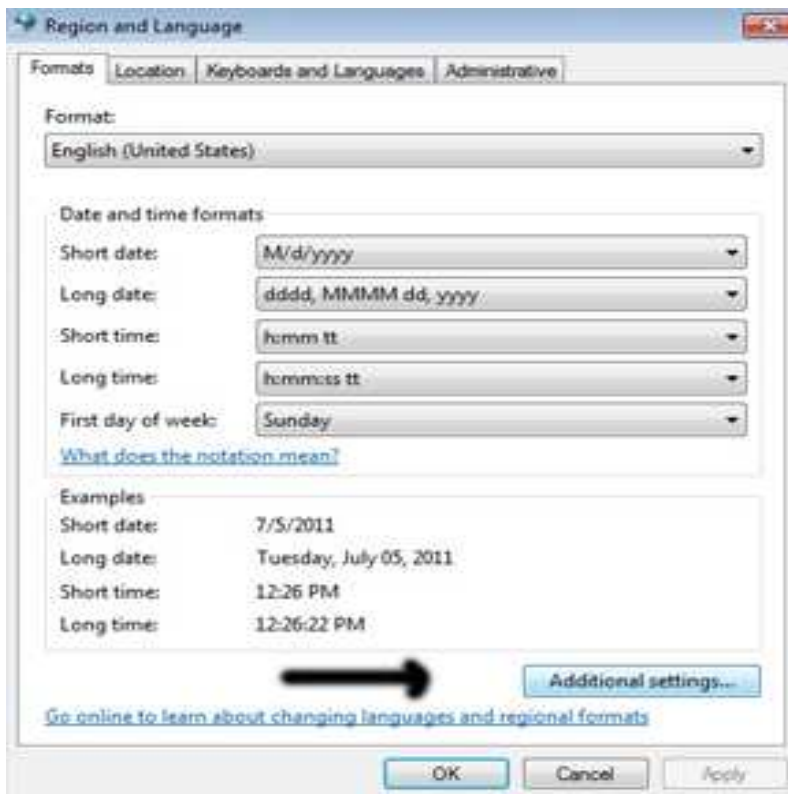 Region and Language
Formats Location Keyboards and Languages Administrative
Format:
English (United States)
Date and time formats
Short date: M/d/yyyy
Long date: dddd, MMMM dd, yyyy
Short time: h:mm tt
Long time: h:mm:ss tt
First day of week: Sunday
What does the notation mean?
Examples
Short date: 7/5/2011
Long date: Tuesday, July 05, 2011
Short time: 12:26 PM
Long time: 12:26:22 PM
Additional settings...
Go online to learn about changing languages and regional formats
OK Cancel Apply